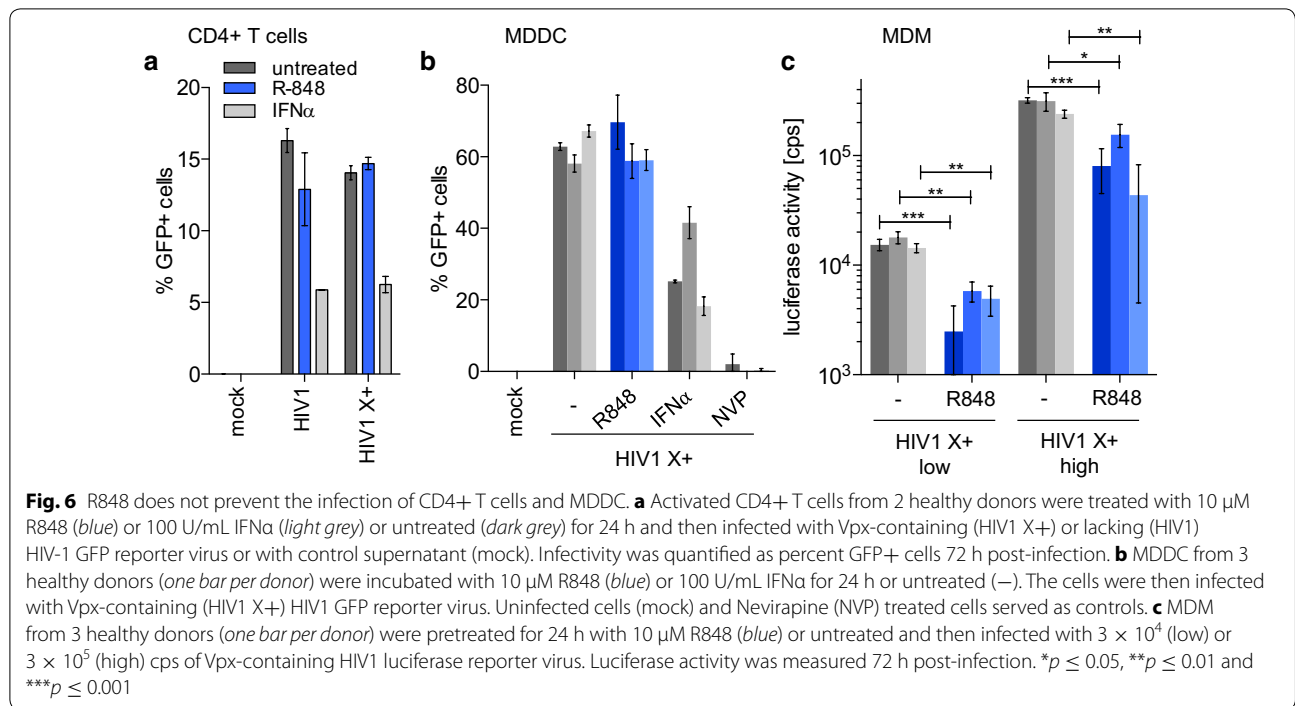 CD4+ T cells
a
untreated
R-848
IFNα
20
15
10
5
0
% GFP+ cells
mock
HIV1
HIV1 X+
MDDC
b
80
60
40
20
0
% GFP+ cells
mock
-
R848
IFNα
NVP
HIV1 X+
MDM
c
**
*
***
**
**
***
10⁵
10⁴
10³
luciferase activity [cps]
- R848 - R848
HIV1 X+ HIV1 X+
low high
Fig. 6 R848 does not prevent the infection of CD4+ T cells and MDDC. a Activated CD4+ T cells from 2 healthy donors were treated with 10 μM
R848 (blue) or 100 U/mL IFNα (light grey) or untreated (dark grey) for 24 h and then infected with Vpx-containing (HIV1 X+) or lacking (HIV1)
HIV-1 GFP reporter virus or with control supernatant (mock). Infectivity was quantified as percent GFP+ cells 72 h post-infection. b MDDC from 3
healthy donors (one bar per donor) were incubated with 10 μM R848 (blue) or 100 U/mL IFNα for 24 h or untreated (−). The cells were then infected
with Vpx-containing (HIV1 X+) HIV1 GFP reporter virus. Uninfected cells (mock) and Nevirapine (NVP) treated cells served as controls. c MDM
from 3 healthy donors (one bar per donor) were pretreated for 24 h with 10 μM R848 (blue) or untreated and then infected with 3 × 10⁴ (low) or
3 × 10⁵ (high) cps of Vpx-containing HIV1 luciferase reporter virus. Luciferase activity was measured 72 h post-infection. *p ≤ 0.05, **p ≤ 0.01 and
***p ≤ 0.001